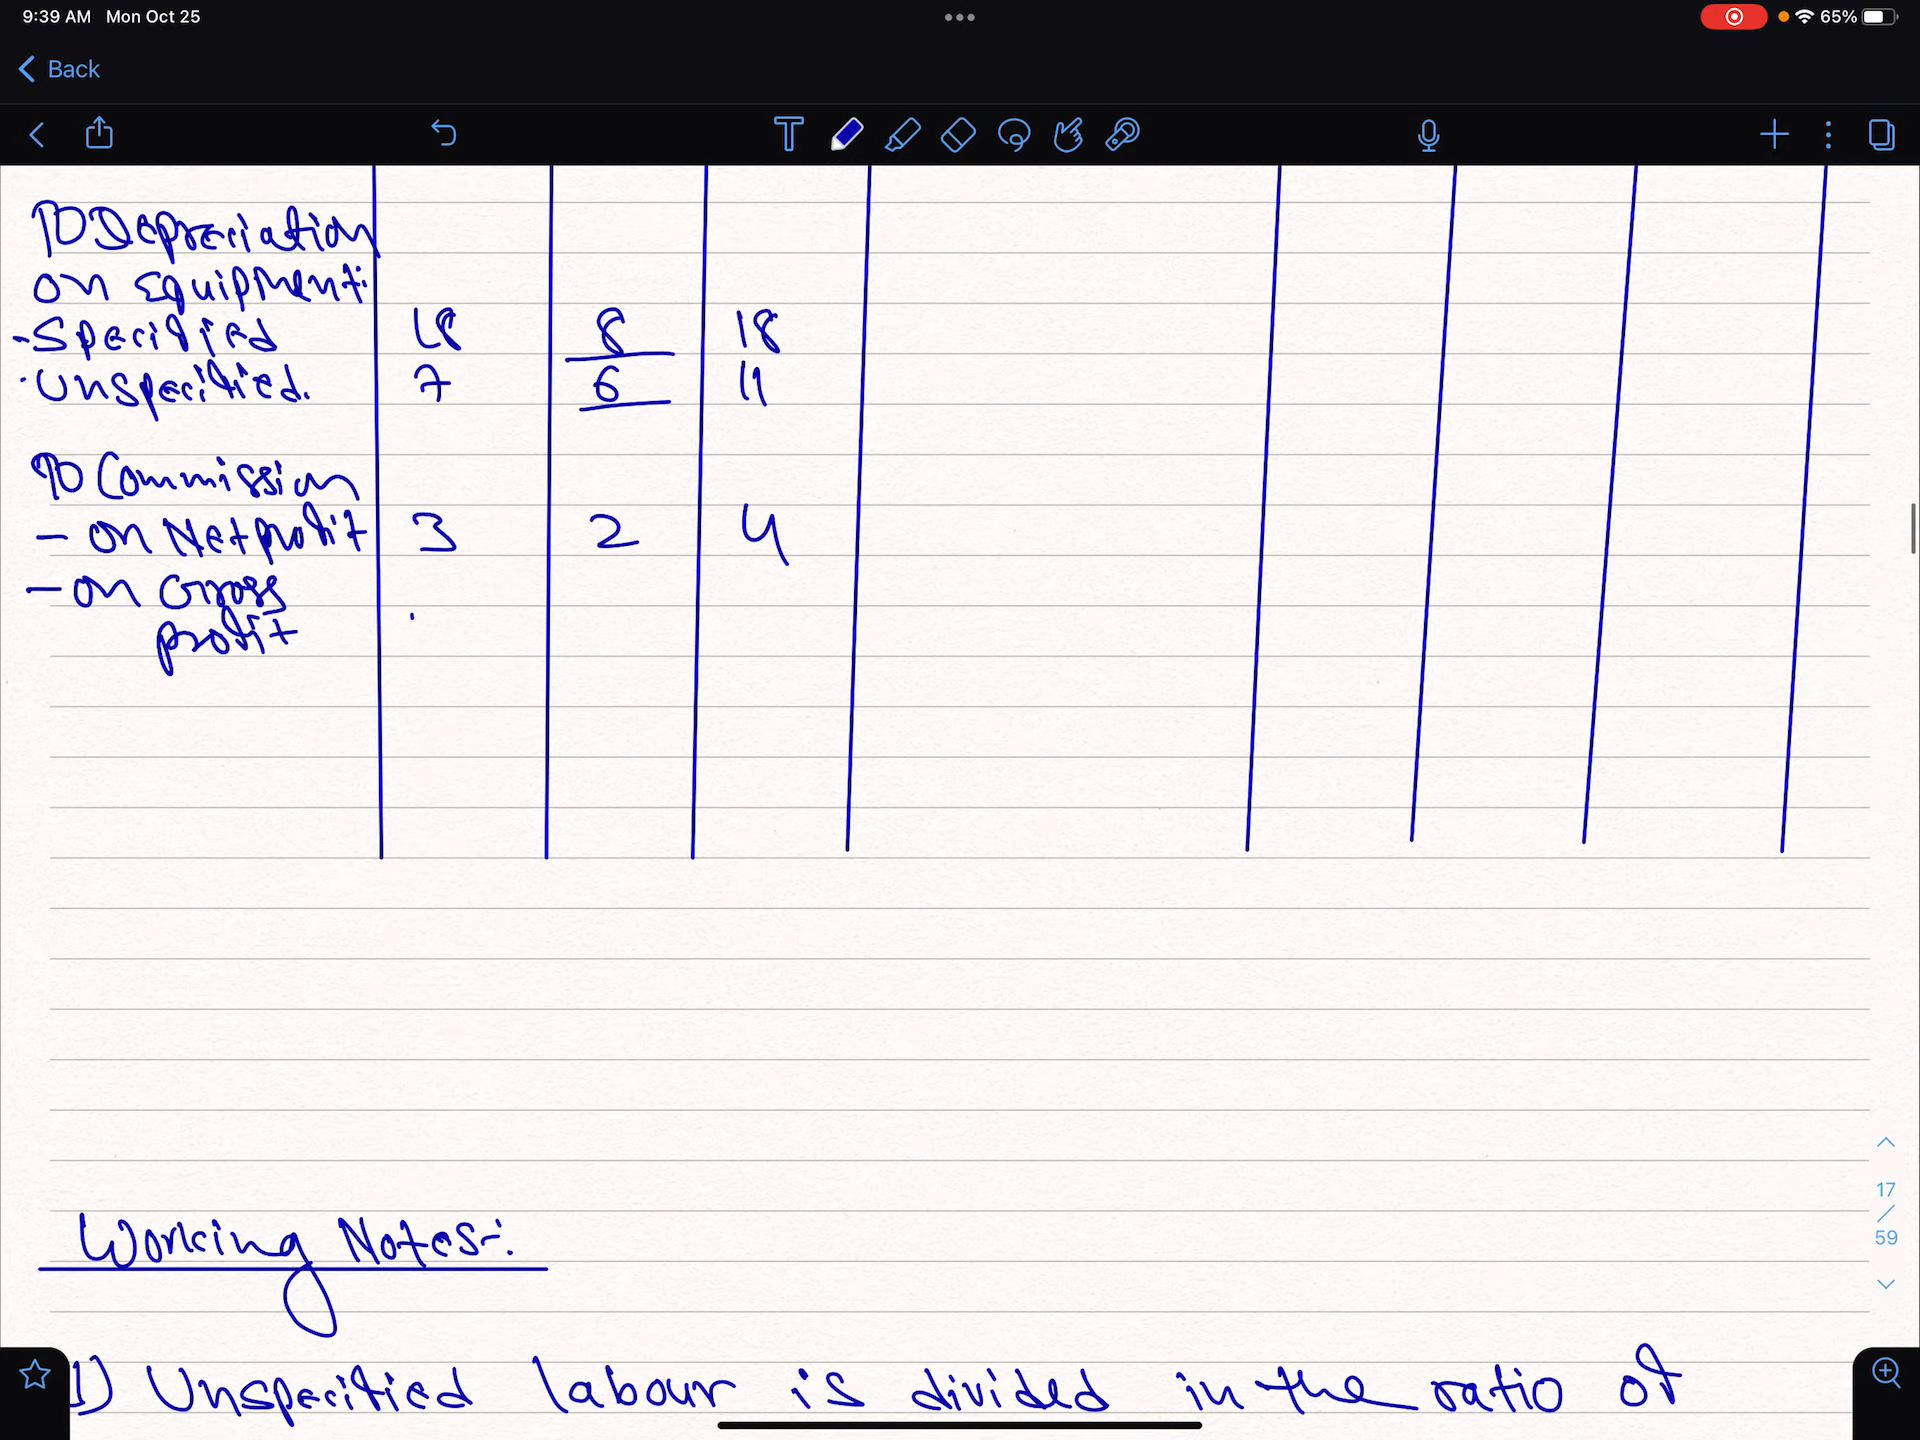 9:39 AM Mon Oct 25
65%
Back
To Depreciation
on Equipment:
-Specified 18 8 18
-Unspecified. 7 6 11
To Commission
- on Net profit 3 2 4
- on Gross
profit
17
/
59
Working Notes:-
1) Unspecified labour is divided in the ratio of